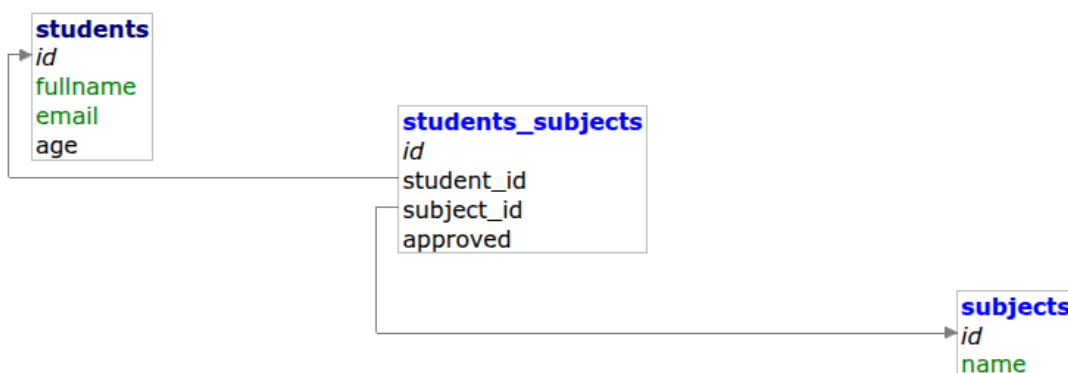 students
id
fullname
email
age
students_subjects
id
student_id
subject_id
approved
subjects
id
name